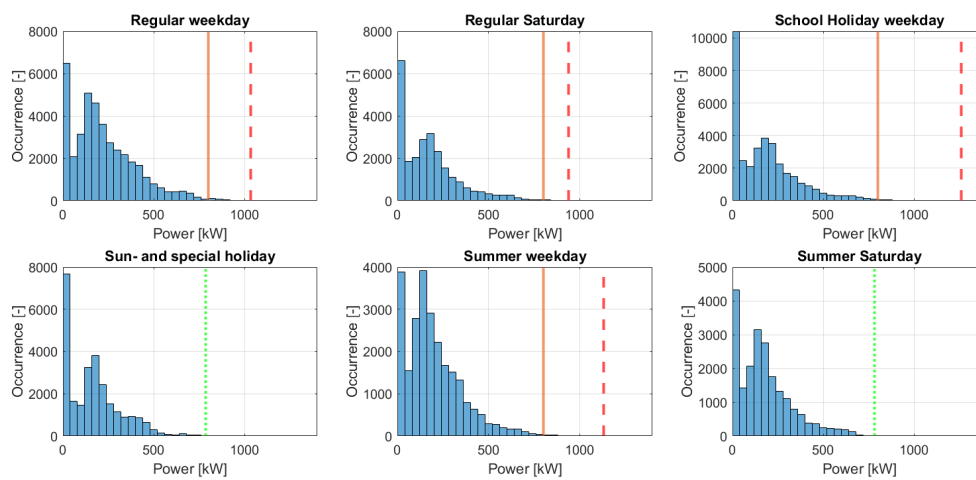 Regular weekday
8000
6000
4000
2000
0
Occurrence [-]
0 500 1000
Power [kW]
Regular Saturday
8000
6000
4000
2000
0
Occurrence [-]
0 500 1000
Power [kW]
School Holiday weekday
10000
8000
6000
4000
2000
0
Occurrence [-]
0 500 1000
Power [kW]
Sun- and special holiday
8000
6000
4000
2000
0
Occurrence [-]
0 500 1000
Power [kW]
Summer weekday
4000
3000
2000
1000
0
Occurrence [-]
0 500 1000
Power [kW]
Summer Saturday
5000
4000
3000
2000
1000
0
Occurrence [-]
0 500 1000
Power [kW]